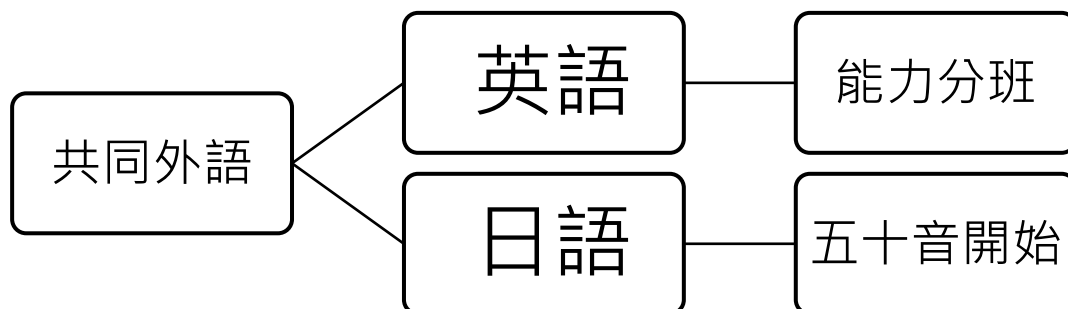 共同外語
英語
能力分班
日語
五十音開始